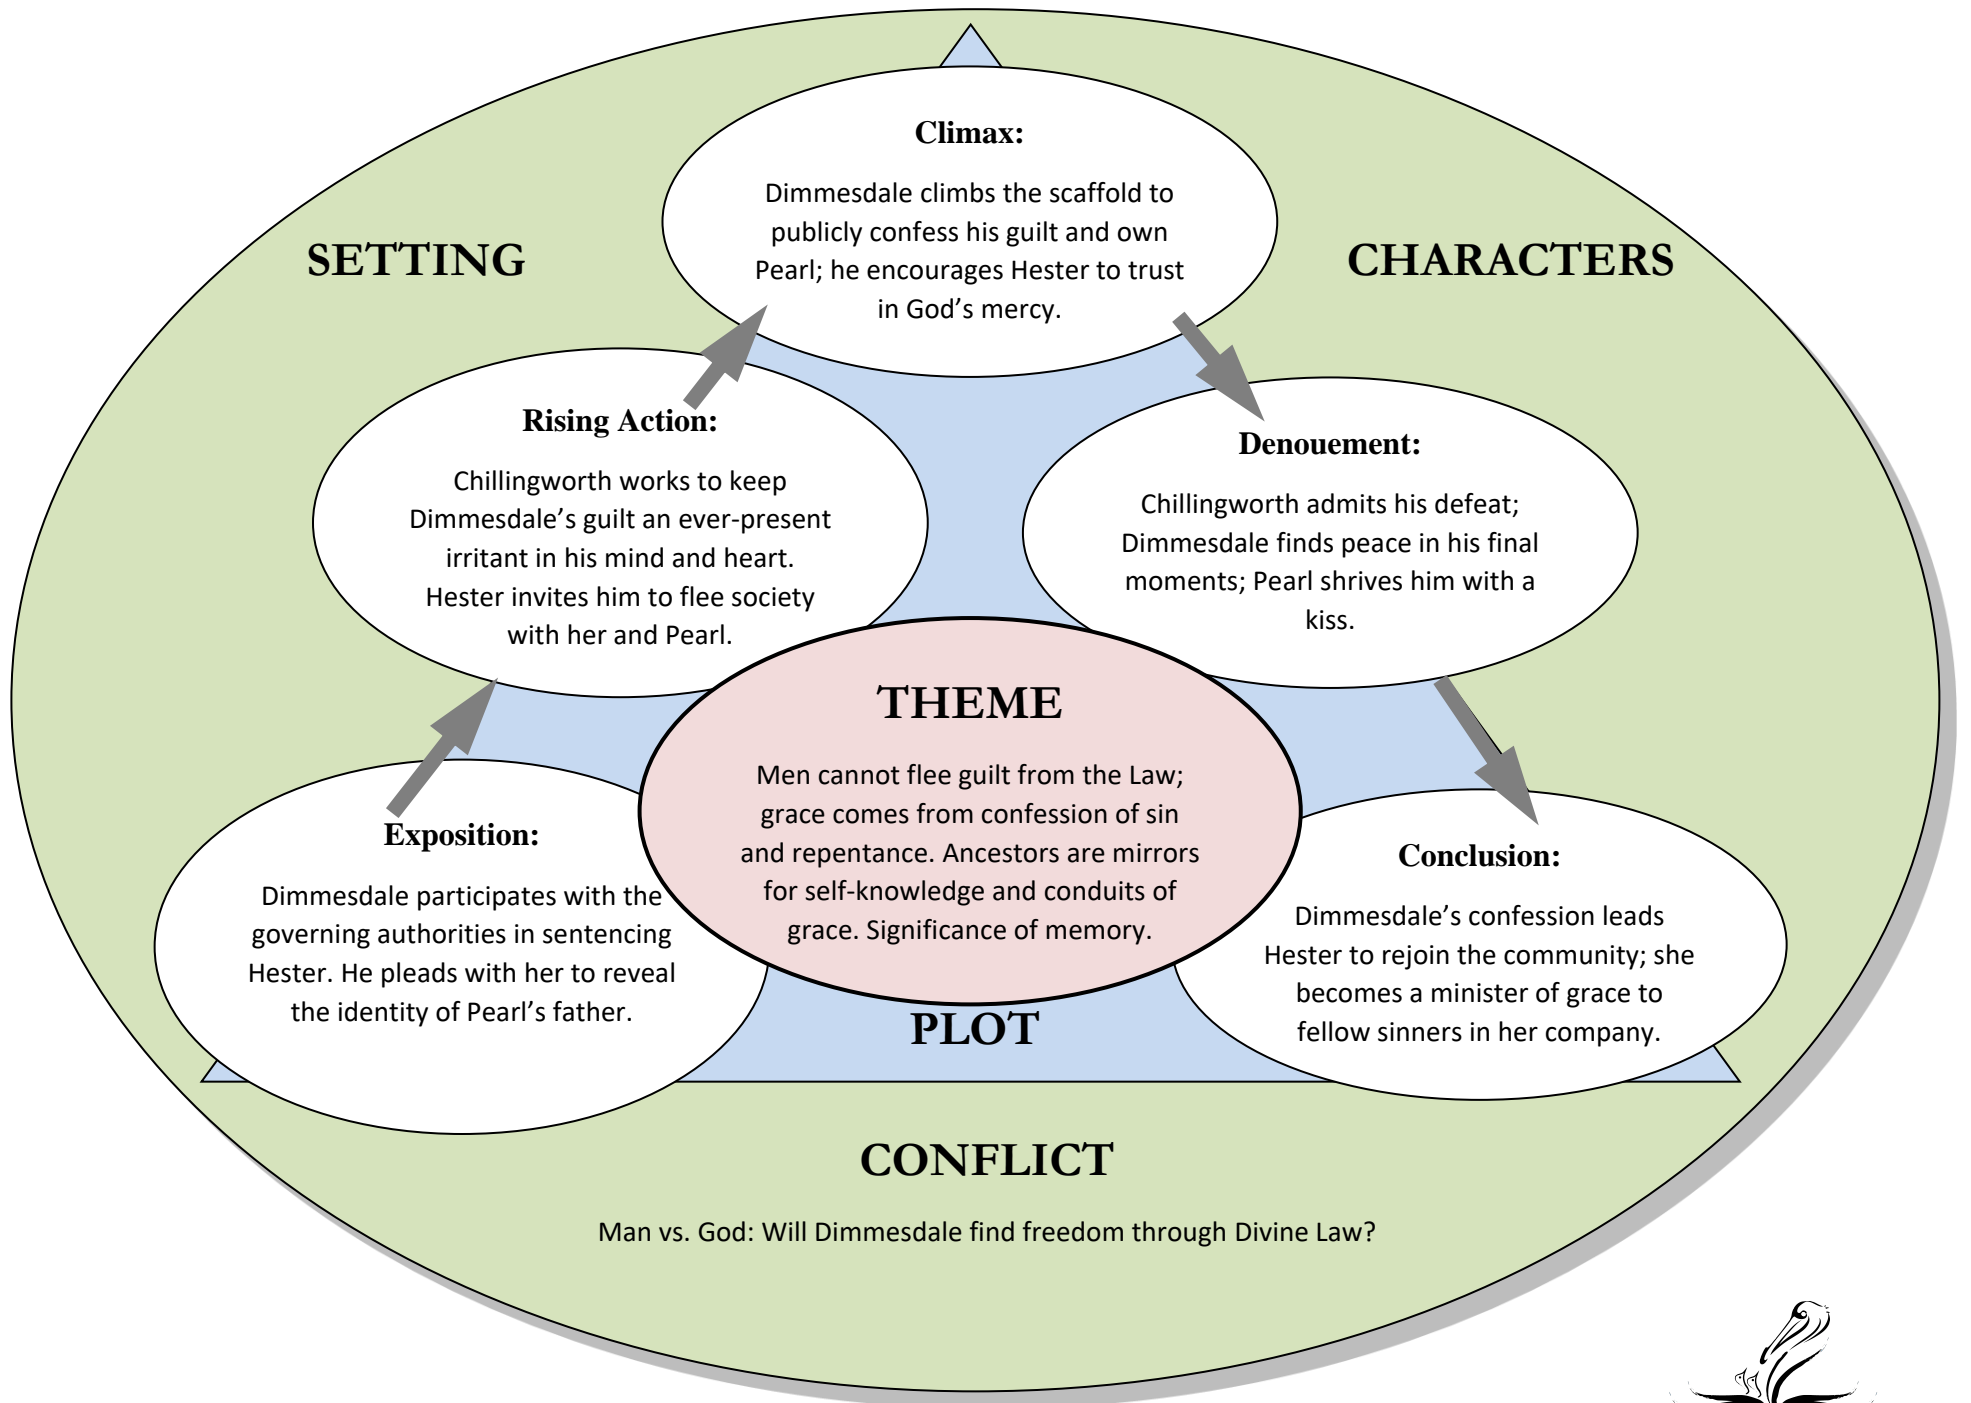 Climax:
Dimmesdale climbs the scaffold to
publicly confess his guilt and own
Pearl; he encourages Hester to trust
in God’s mercy.
SETTING
CHARACTERS
Rising Action:
Chillingworth works to keep
Dimmesdale’s guilt an ever-present
irritant in his mind and heart.
Hester invites him to flee society
with her and Pearl.
Denouement:
Chillingworth admits his defeat;
Dimmesdale finds peace in his final
moments; Pearl shrives him with a
kiss.
THEME
Men cannot flee guilt from the Law;
grace comes from confession of sin
and repentance. Ancestors are mirrors
for self-knowledge and conduits of
grace. Significance of memory.
Exposition:
Dimmesdale participates with the
governing authorities in sentencing
Hester. He pleads with her to reveal
the identity of Pearl’s father.
Conclusion:
Dimmesdale’s confession leads
Hester to rejoin the community; she
becomes a minister of grace to
fellow sinners in her company.
PLOT
CONFLICT
Man vs. God: Will Dimmesdale find freedom through Divine Law?